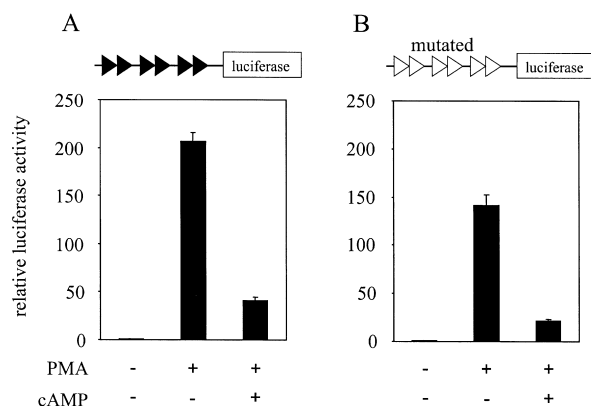 A
B
mutated
luciferase
luciferase
relative luciferase activity
250
200
150
100
50
0
250
200
150
100
50
0
PMA - + + - + +
cAMP - - + - - +